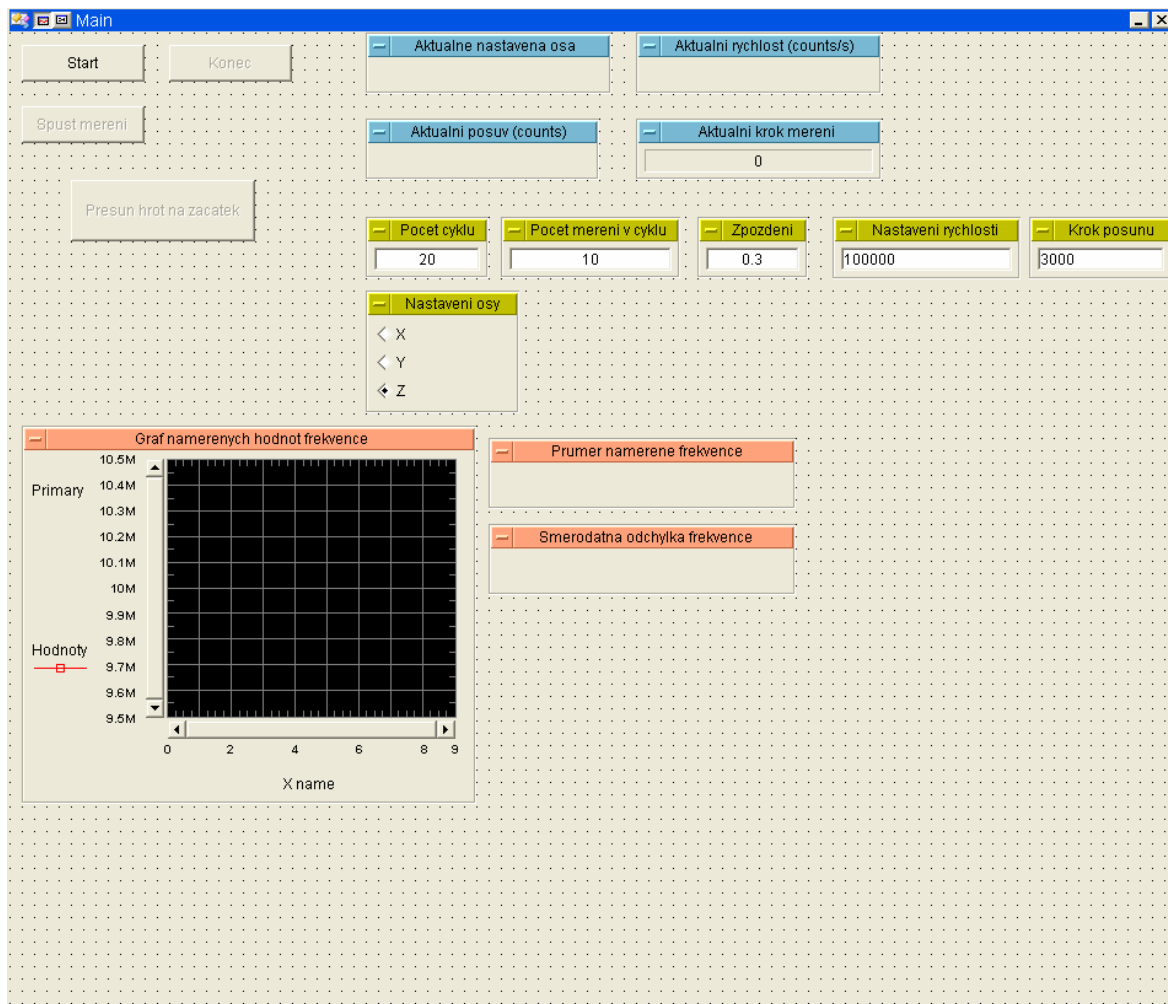 Main
Start
Konec
Aktualne nastavena osa
Aktualni rychlost (counts/s)
Spust mereni
Aktualni posuv (counts)
Aktualni krok mereni
0
Presun hrot na zacatek
Pocet cyklu
Pocet mereni v cyklu
Zpozdeni
Nastaveni rychlosti
Krok posunu
20
10
0.3
100000
3000
Nastaveni osy
X
Y
Z
Graf namerenych hodnot frekvence
Primary
10.5M
10.4M
10.3M
10.2M
10.1M
10M
9.9M
9.8M
9.7M
9.6M
9.5M
Hodnoty
0 2 4 6 8 9
X name
Prumer namerene frekvence
Smerodatna odchylka frekvence